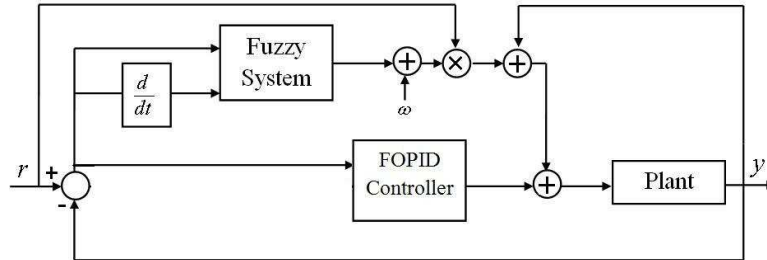 Fuzzy
System
d
dt
+
×
+
ω
r
+
-
FOPID
Controller
+
Plant
y